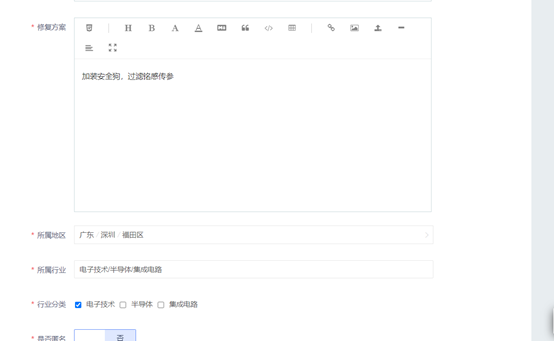 * 修复方案
H B A A
加装安全狗，过滤铭感传参
* 所属地区 广东 / 深圳 / 福田区
* 所属行业 电子技术/半导体/集成电路
* 行业分类 电子技术 半导体 集成电路
* 是否匿名 否